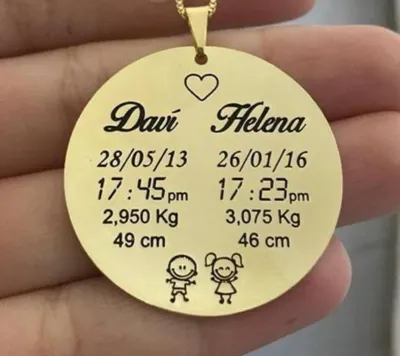 Daví Helena
28/05/13 26/01/16
17:45pm 17:23pm
2,950 Kg 3,075 Kg
49 cm 46 cm